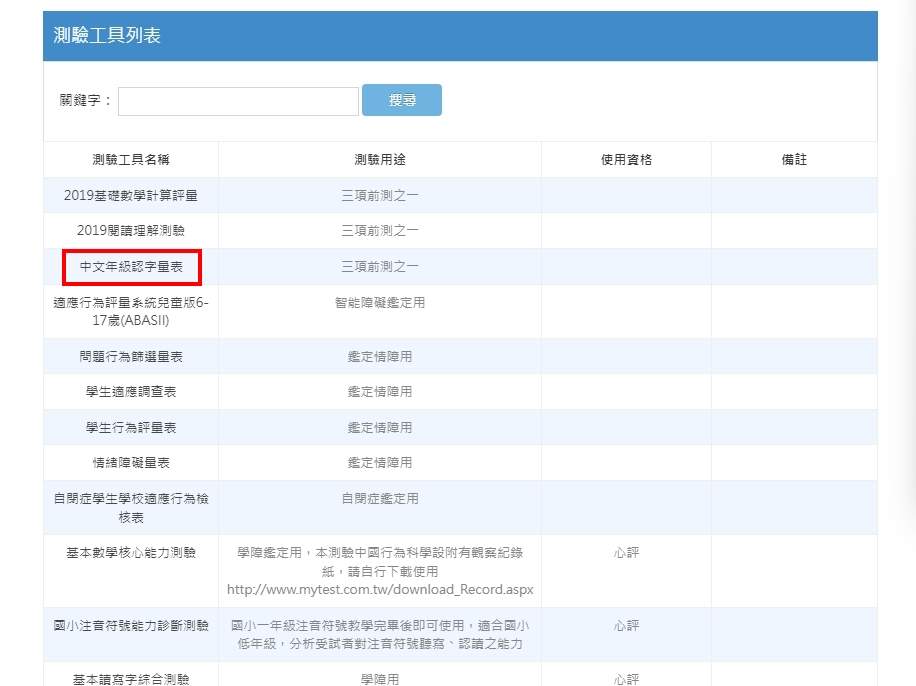 測驗工具列表
關鍵字：
搜尋
測驗工具名稱 測驗用途 使用資格 備註
2019基礎數學計算評量 三項前測之一
2019閱讀理解測驗 三項前測之一
中文年級認字量表 三項前測之一
適應行為評量系統兒童版6-
17歲(ABASII)
智能障礙鑑定用
問題行為篩選量表 鑑定情障用
學生適應調查表 鑑定情障用
學生行為評量表 鑑定情障用
情緒障礙量表 鑑定情障用
自閉症學生學校適應行為檢
核表
自閉症鑑定用
基本數學核心能力測驗
學障鑑定用，本測驗中國行為科學設附有觀察紀錄
紙，請自行下載使用
http://www.mytest.com.tw/download_Record.aspx
心評
國小注音符號能力診斷測驗
國小一年級注音符號教學完畢後即可使用，適合國小
低年級，分析受試者對注音符號聽寫、認讀之能力
心評
基本讀寫字綜合測驗 學障用 心評